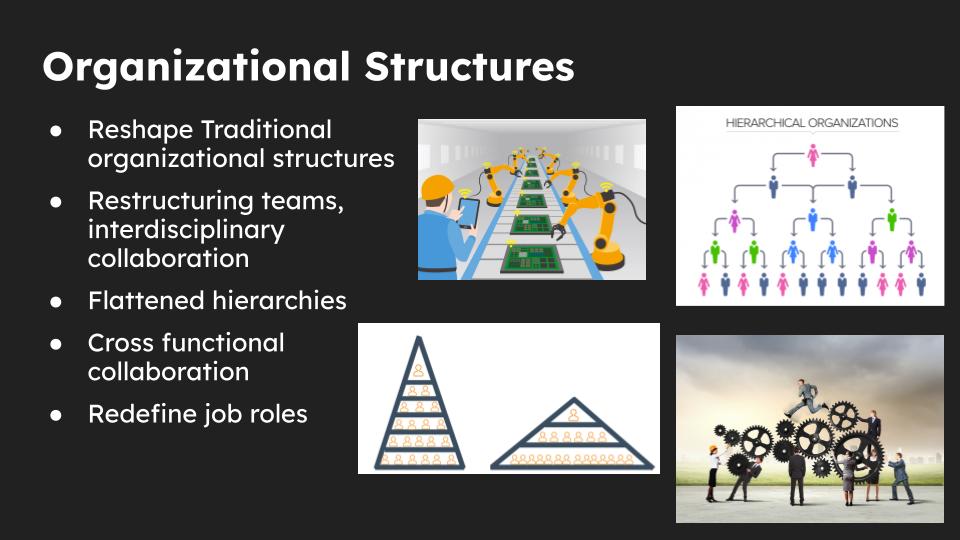 Organizational Structures
● Reshape Traditional
organizational structures
● Restructuring teams,
interdisciplinary
collaboration
● Flattened hierarchies
● Cross functional
collaboration
● Redefine job roles
HIERARCHICAL ORGANIZATIONS